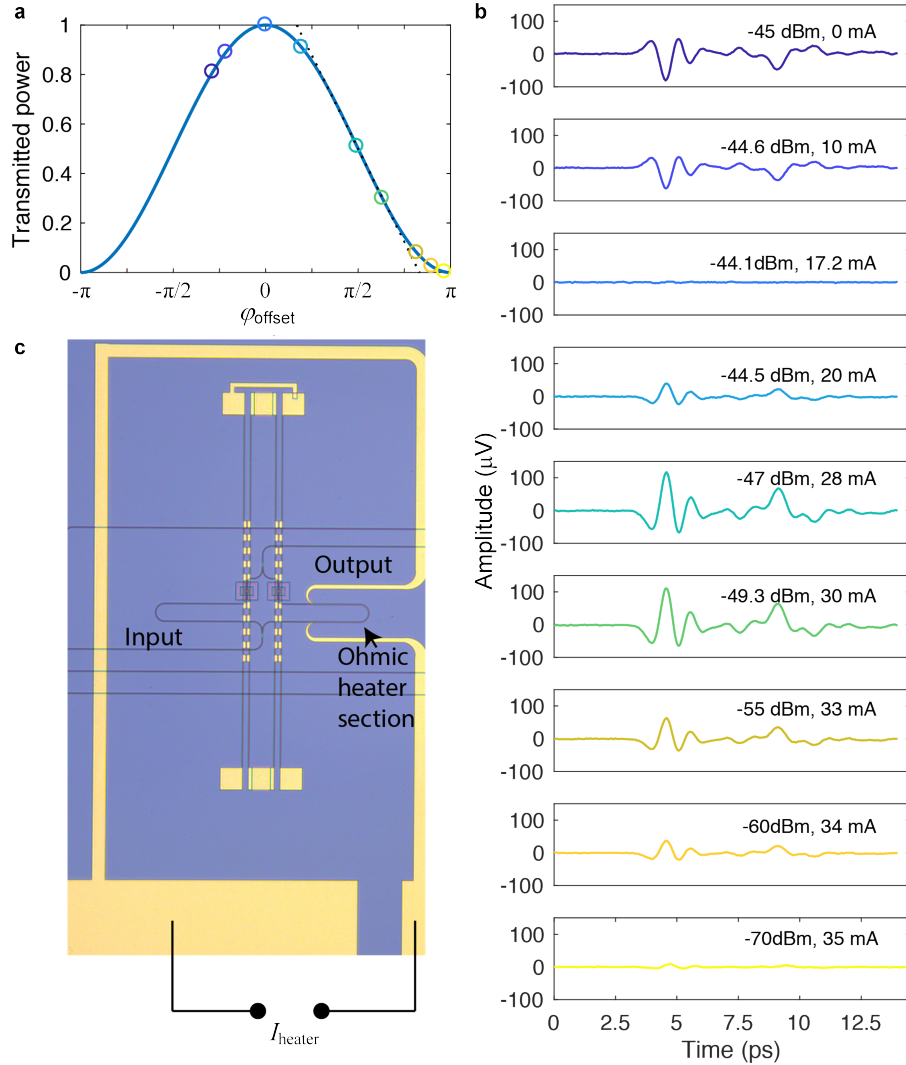 a
1
0.8
0.6
0.4
0.2
0
Transmitted power
-π
-π/2
0
π/2
π
φoffset
b
100
0
-100
-45 dBm, 0 mA
100
0
-100
-44.6 dBm, 10 mA
100
0
-100
-44.1dBm, 17.2 mA
100
0
-100
-44.5 dBm, 20 mA
100
0
-100
-47 dBm, 28 mA
100
0
-100
-49.3 dBm, 30 mA
100
0
-100
-55 dBm, 33 mA
100
0
-100
-60dBm, 34 mA
100
0
-100
-70dBm, 35 mA
Amplitude (μV)
0
2.5
5
7.5
10
12.5
Time (ps)
c
Output
Input
Ohmic
heater
section
Iheater